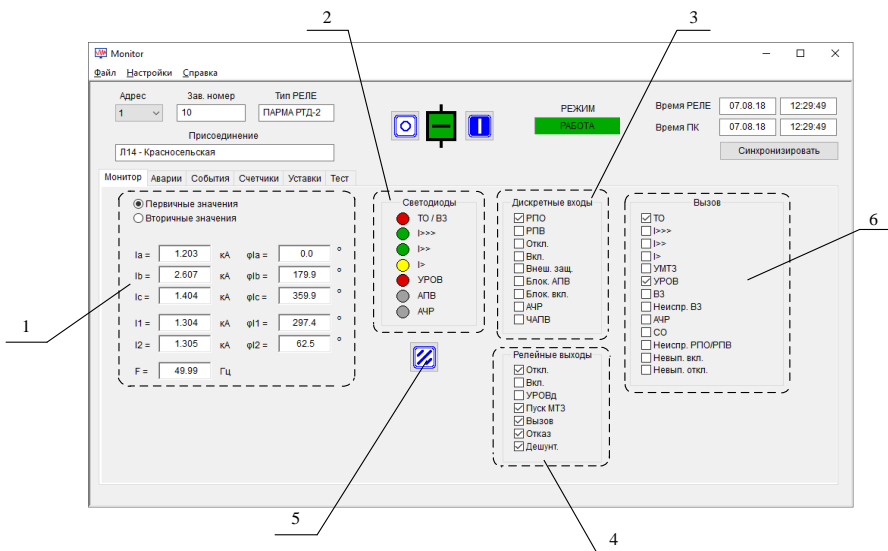 2
3
Monitor
Файл Настройки Справка
Адрес Зав. номер Тип РЕЛЕ
1 10 ПАРМА РТД-2
Присоединение
Л14 - Красносельская
РЕЖИМ
РАБОТА
Время РЕЛЕ 07.08.18 12:29:49
Время ПК 07.08.18 12:29:49
Синхронизировать
Монитор Аварии События Счетчики Уставки Тест
Первичные значения
Вторичные значения
Ia = 1.203 кА φIa = 0.0 °
Ib = 2.607 кА φIb = 179.9 °
Ic = 1.404 кА φIc = 359.9 °
I1 = 1.304 кА φI1 = 297.4 °
I2 = 1.305 кА φI2 = 62.5 °
F = 49.99 Гц
Светодиоды
ТО / ВЗ
I>>>
I>>
I>
УРОВ
АПВ
АЧР
Дискретные входы
РПО
РПВ
Откл.
Вкл.
Внеш. защ.
Блок. АПВ
Блок. вкл.
АЧР
ЧАПВ
Релейные выходы
Откл.
Вкл.
УРОВд
Пуск МТЗ
Вызов
Отказ
Дешунт.
Вызов
ТО
I>>>
I>>
I>
УМТЗ
УРОВ
ВЗ
Неиспр. ВЗ
АЧР
СО
Неиспр. РПО/РПВ
Невып. вкл.
Невып. откл.
6
1
5
4